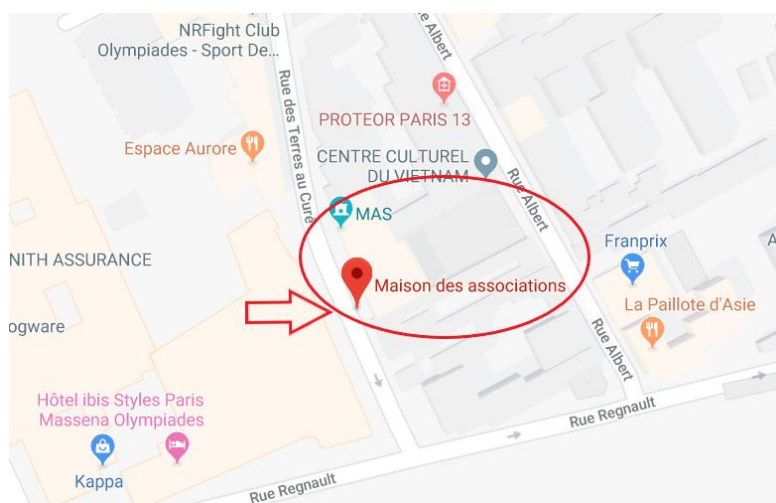 NRFight Club
Olympiades - Sport De...
Rue Albert
Rue des Terres au Curé
PROTEOR PARIS 13
Espace Aurore
CENTRE CULTUREL
DU VIETNAM
Rue Albert
MAS
NITH ASSURANCE
Franprix
A
Maison des associations
La Paillote d'Asie
ogware
Rue Albert
Hôtel ibis Styles Paris
Massena Olympiades
Rue Regnault
Kappa
Rue Regnault